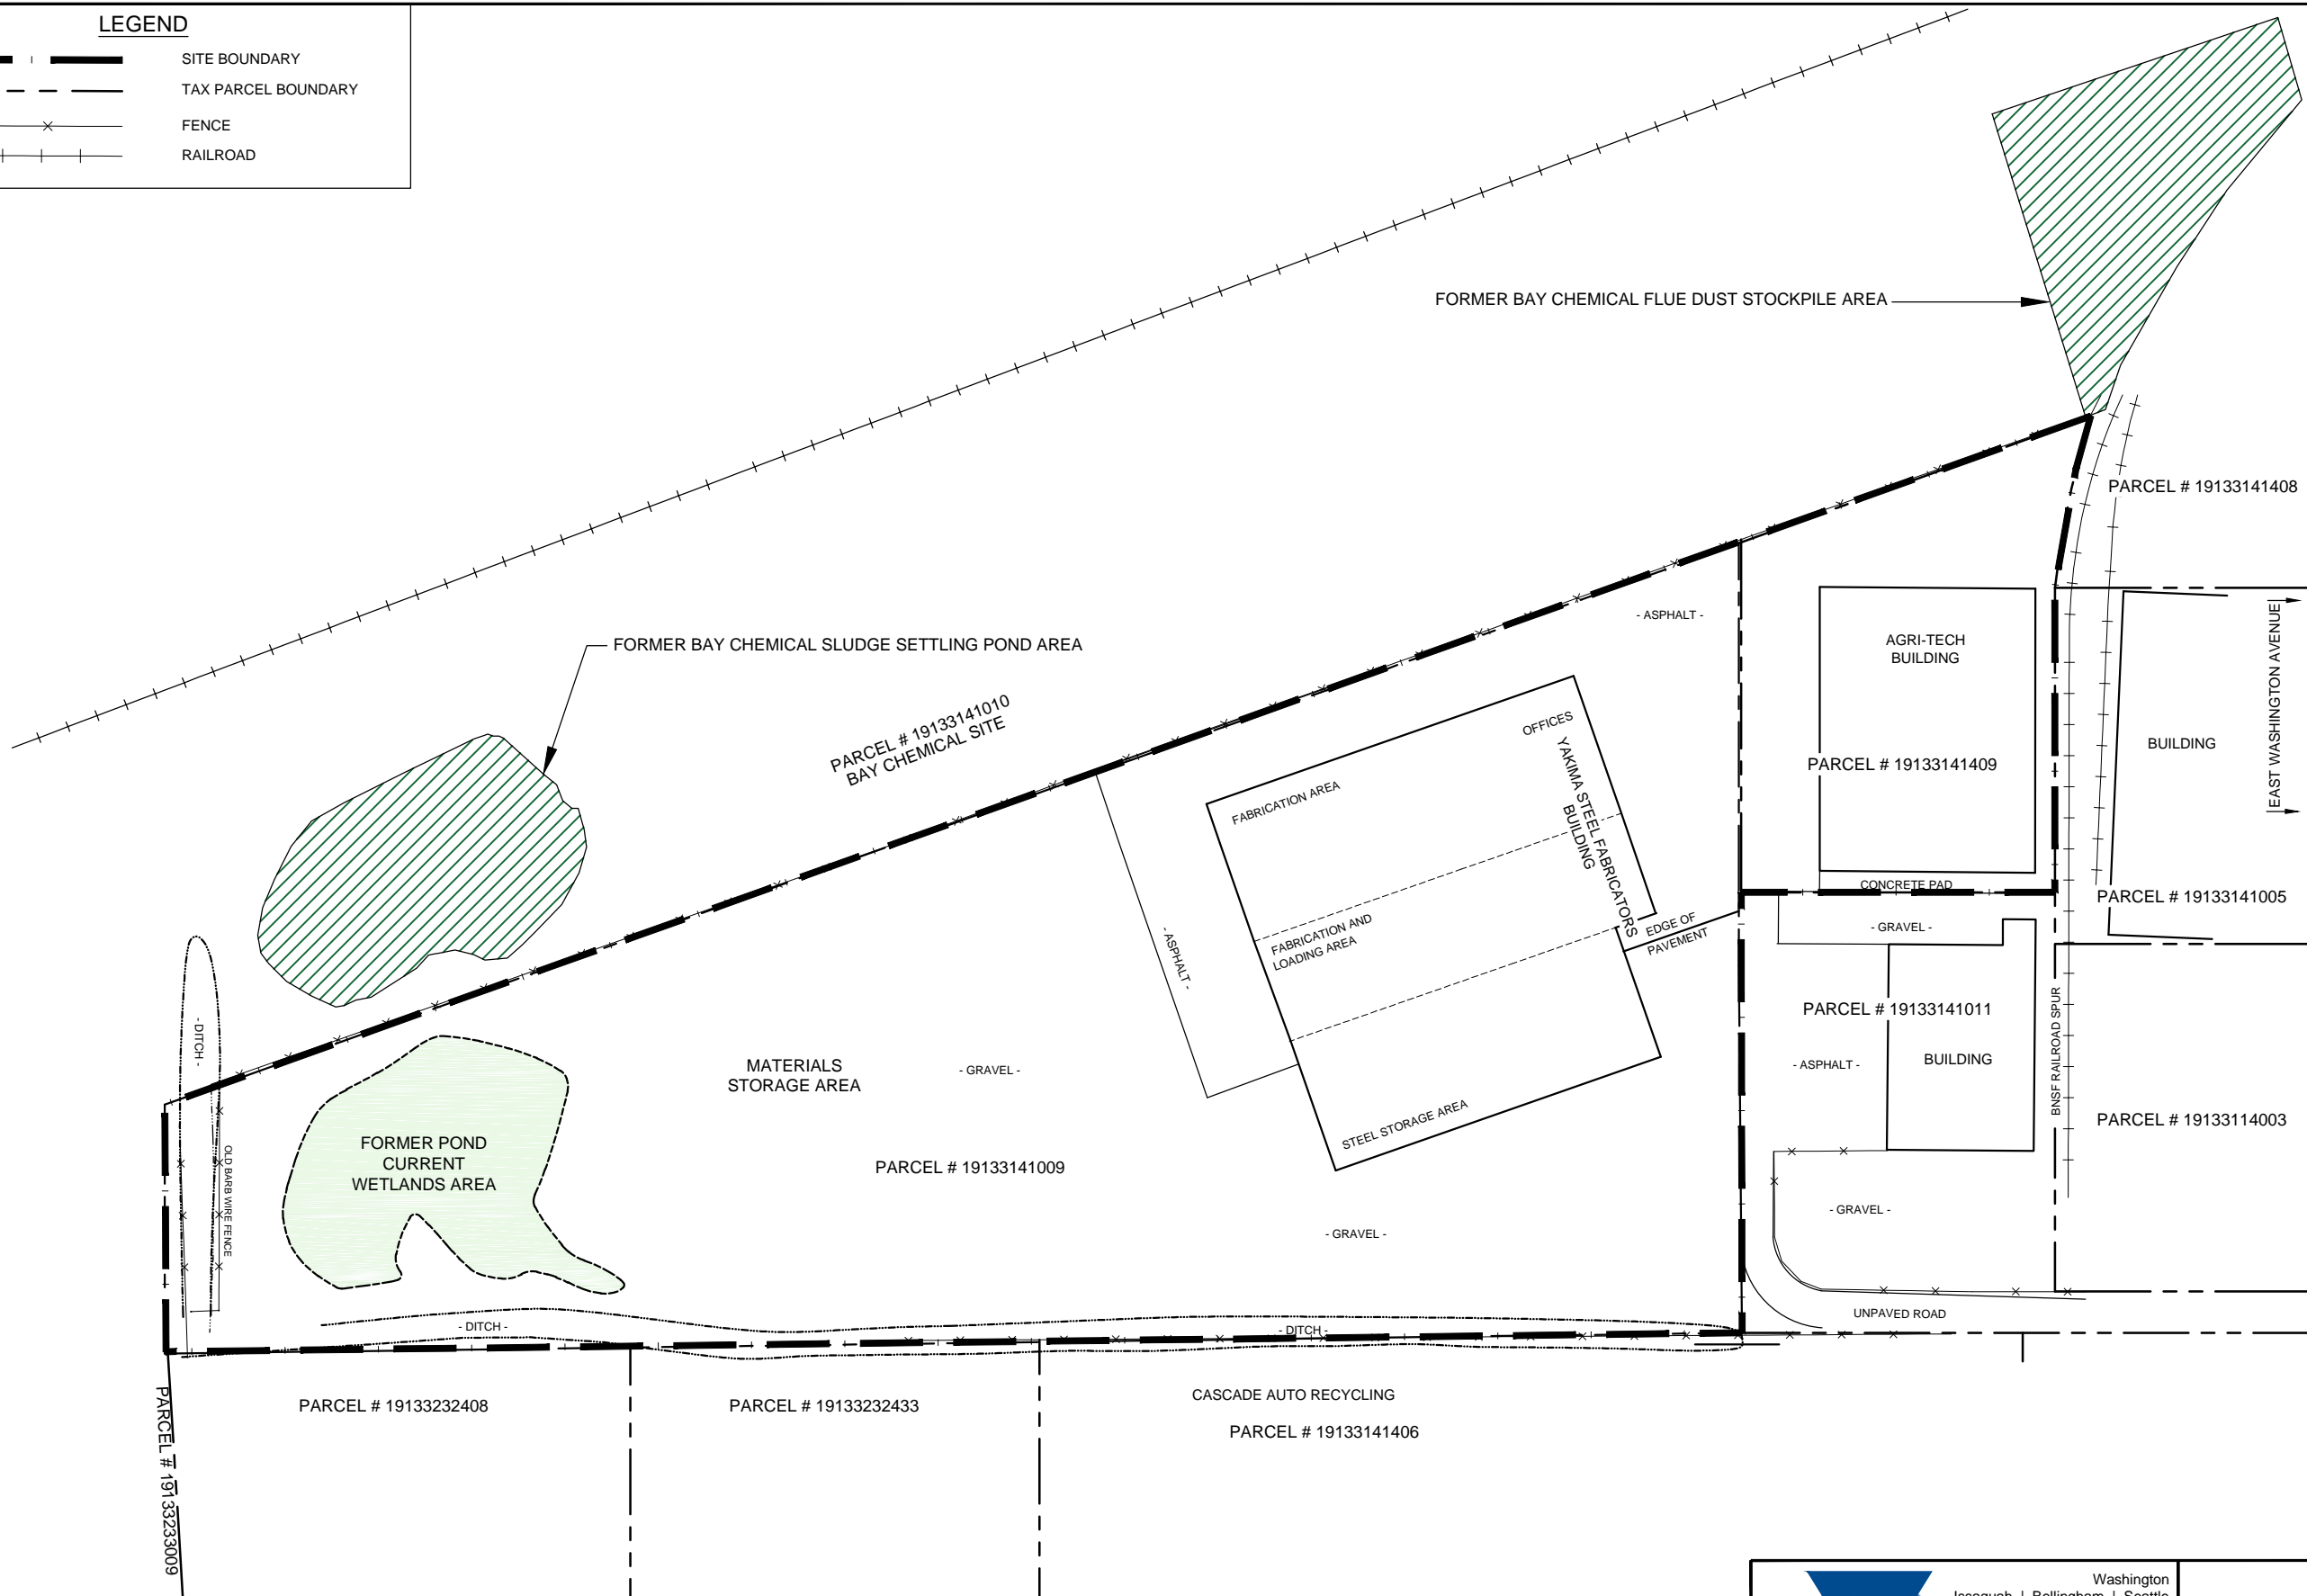 LEGEND
SITE BOUNDARY
TAX PARCEL BOUNDARY
FENCE
RAILROAD
FORMER BAY CHEMICAL FLUE DUST STOCKPILE AREA
PARCEL # 19133141408
FORMER BAY CHEMICAL SLUDGE SETTLING POND AREA
PARCEL # 19133141010
BAY CHEMICAL SITE
- ASPHALT -
AGRI-TECH
BUILDING
PARCEL # 19133141409
CONCRETE PAD
BUILDING
EAST WASHINGTON AVENUE
PARCEL # 19133141005
OFFICES
YAKIMA STEEL FABRICATORS
BUILDING
FABRICATION AREA
FABRICATION AND
LOADING AREA
STEEL STORAGE AREA
EDGE OF
PAVEMENT
- ASPHALT -
- GRAVEL -
PARCEL # 19133141011
- ASPHALT -
BUILDING
BNSF RAILROAD SPUR
PARCEL # 19133114003
- GRAVEL -
UNPAVED ROAD
- DITCH -
OLD BARB WIRE FENCE
FORMER POND
CURRENT
WETLANDS AREA
MATERIALS
STORAGE AREA
- GRAVEL -
PARCEL # 19133141009
- GRAVEL -
- DITCH -
- DITCH -
PARCEL # 19133233009
PARCEL # 19133232408
PARCEL # 19133232433
CASCADE AUTO RECYCLING
PARCEL # 19133141406
Washington
Issaquah | Bellingham | Seattle